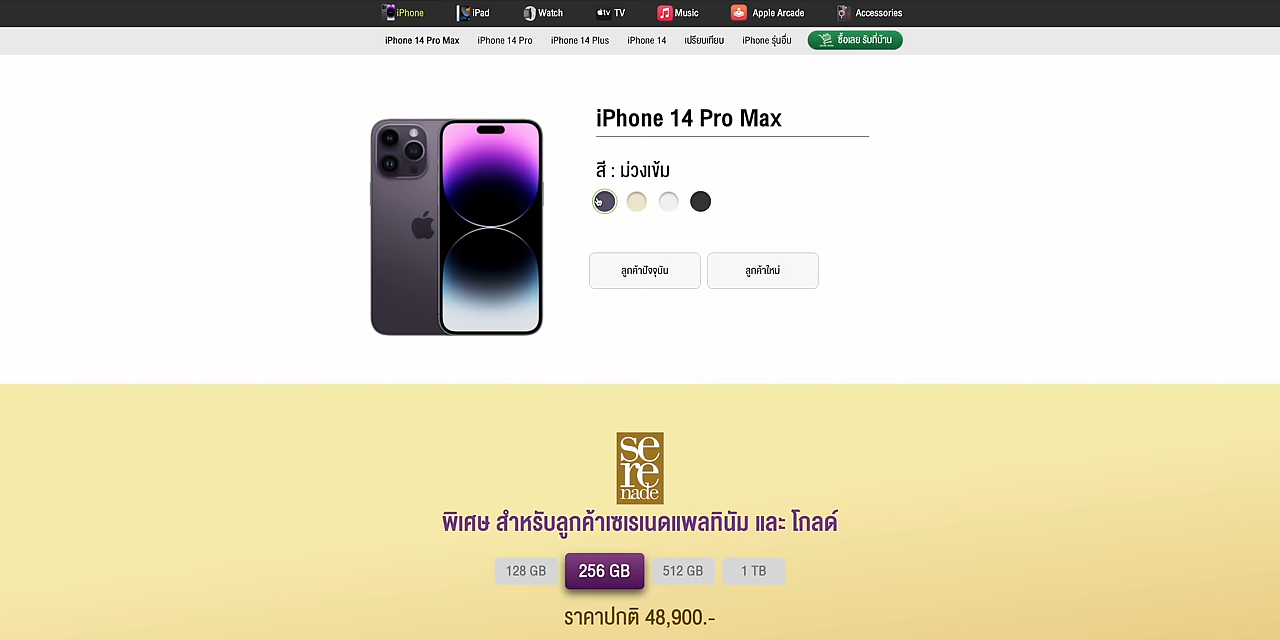 iPhone
iPad
Watch
tv TV
Music
Apple Arcade
Accessories
iPhone 14 Pro Max
iPhone 14 Pro
iPhone 14 Plus
iPhone 14
เปรียบเทียบ
iPhone รุ่นอื่น
ซื้อเลย รับที่บ้าน
iPhone 14 Pro Max
สี : ม่วงเข้ม
ลูกค้าปัจจุบัน
ลูกค้าใหม่
se
re
nade
พิเศษ สำหรับลูกค้าเซเรเนดแพลทินัม และ โกลด์
128 GB
256 GB
512 GB
1 TB
ราคาปกติ 48,900.-